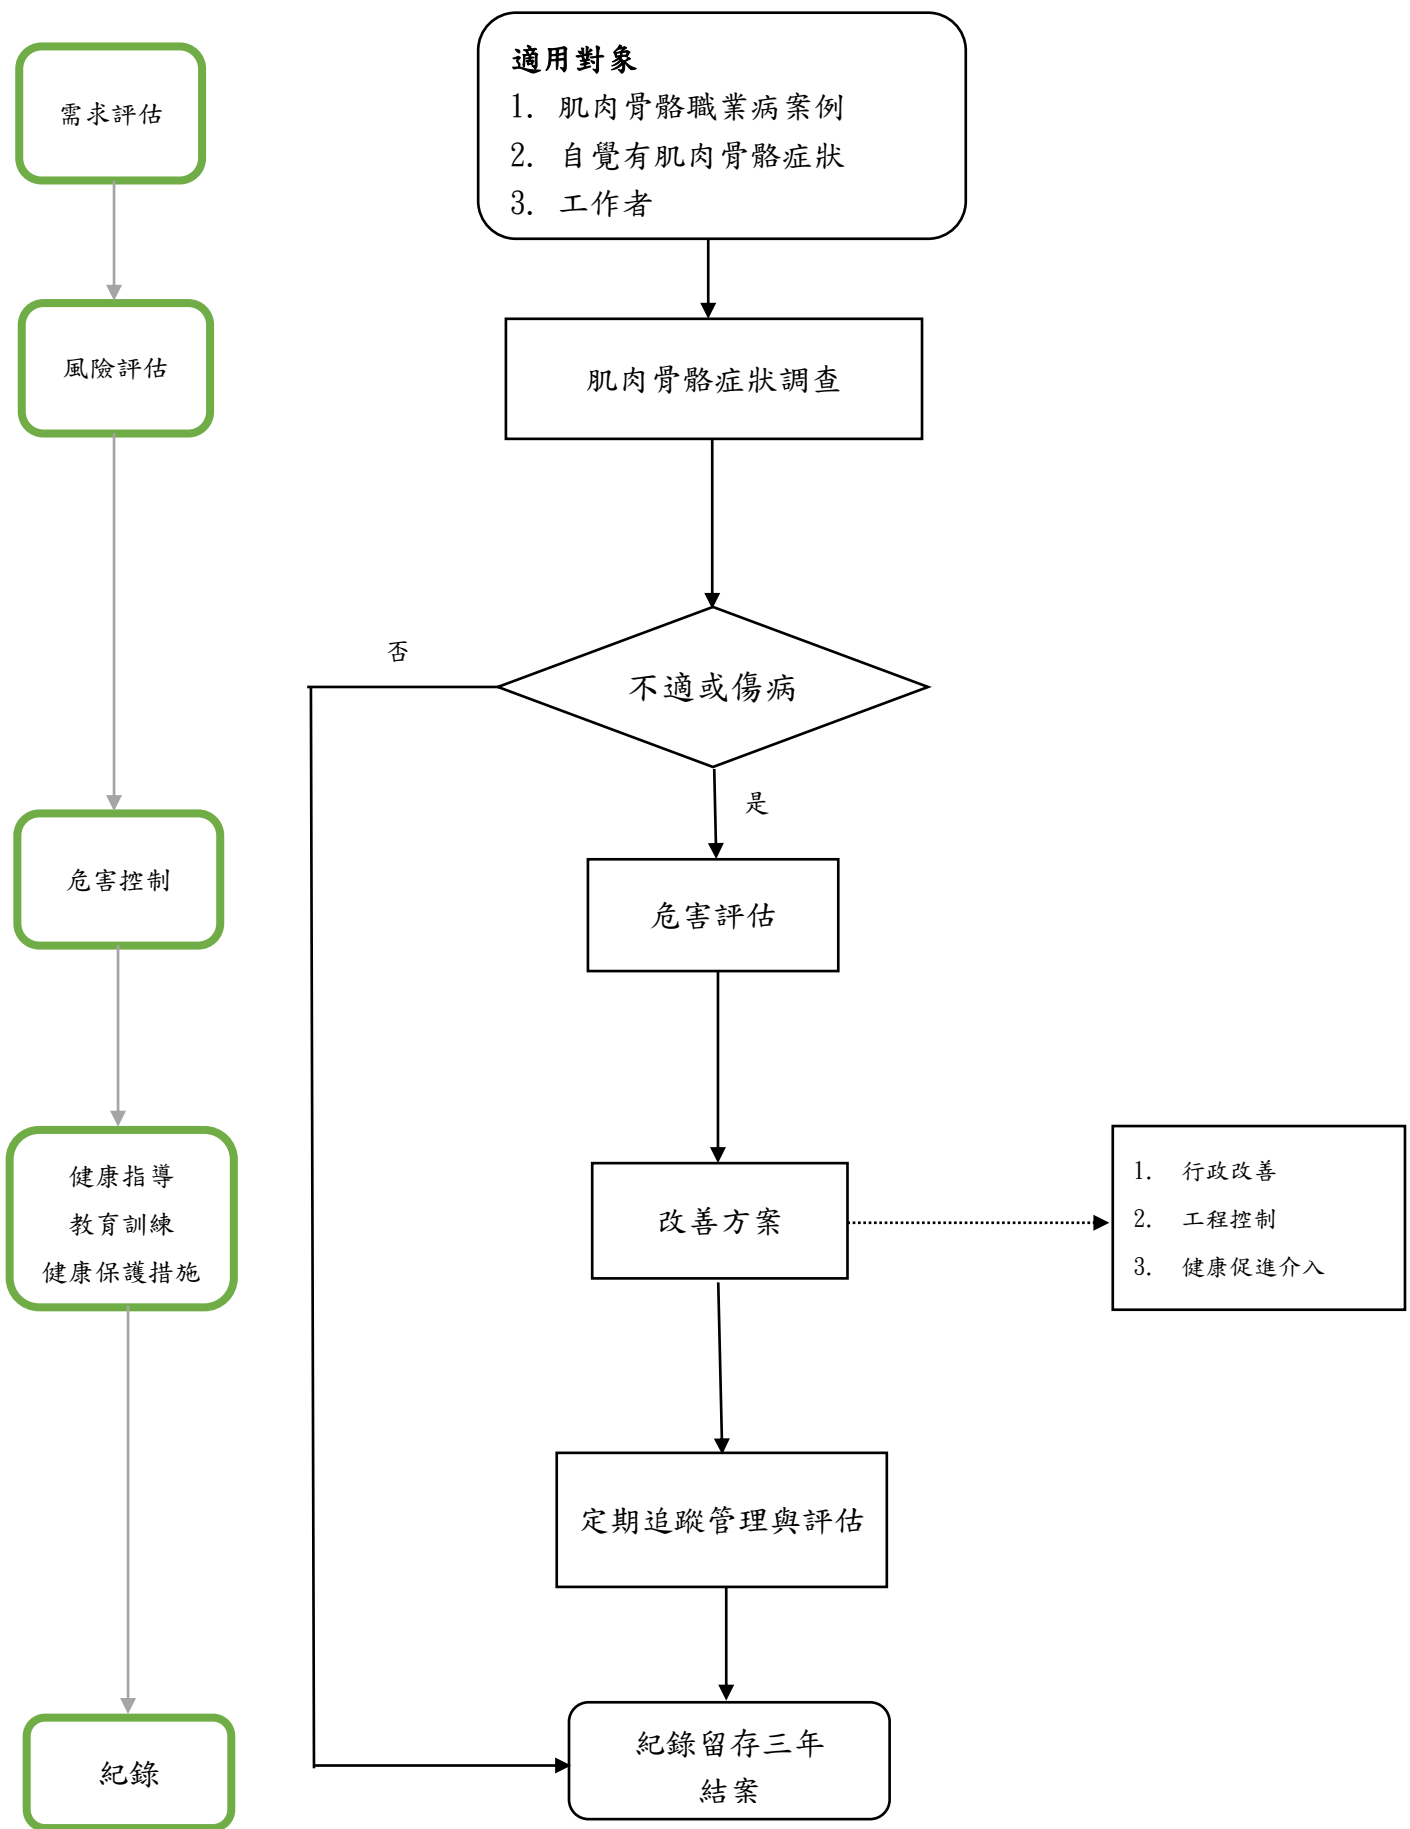 需求評估
適用對象
1. 肌肉骨骼職業病案例
2. 自覺有肌肉骨骼症狀
3. 工作者
風險評估
肌肉骨骼症狀調查
否
不適或傷病
是
危害控制
危害評估
健康指導
教育訓練
健康保護措施
改善方案
1. 行政改善
2. 工程控制
3. 健康促進介入
定期追蹤管理與評估
紀錄
紀錄留存三年
結案